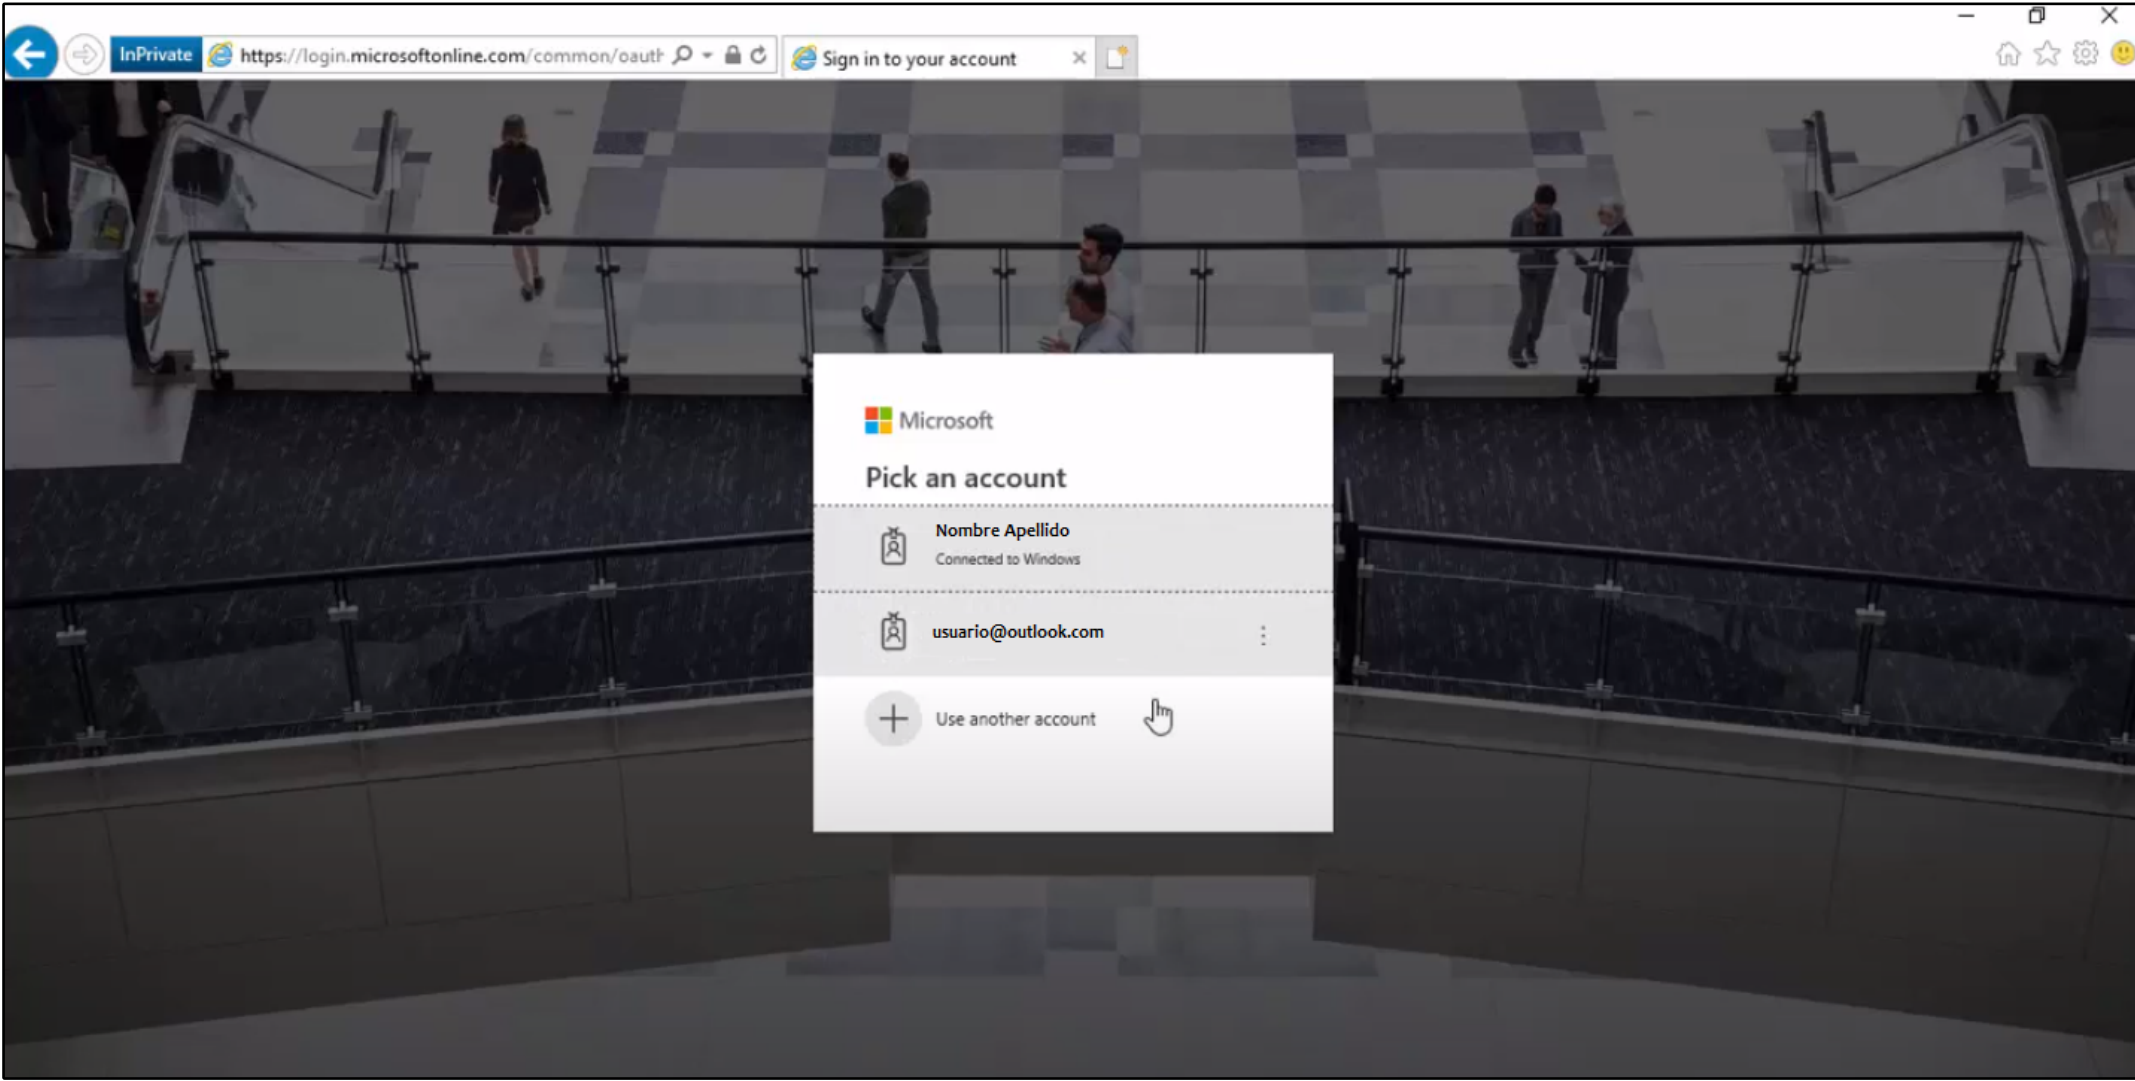 InPrivate
https://login.microsoftonline.com/common/oauth
Sign in to your account
Microsoft
Pick an account
Nombre Apellido
Connected to Windows
usuario@outlook.com
Use another account